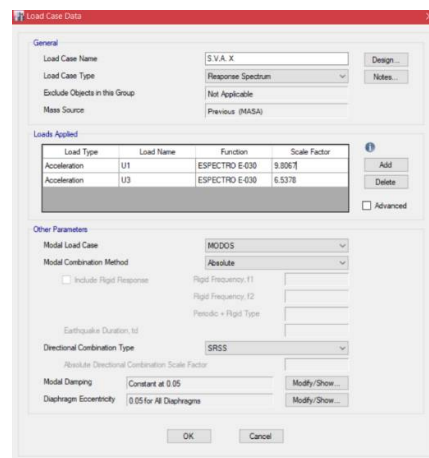 Load Case Data
General
Load Case Name S.V.A. X Design...
Load Case Type Response Spectrum Notes...
Exclude Objects in this Group Not Applicable
Mass Source Previous (MASA)
Loads Applied
Load Type Load Name Function Scale Factor
Acceleration U1 ESPECTRO E-030 9.8067 Add
Acceleration U3 ESPECTRO E-030 6.5378 Delete
Advanced
Other Parameters
Modal Load Case MODOS
Modal Combination Method Absolute
Include Rigid Response Rigid Frequency, f1
Rigid Frequency, f2
Periodic + Rigid Type
Earthquake Duration, td
Directional Combination Type SRSS
Absolute Directional Combination Scale Factor
Modal Damping Constant at 0.05 Modify/Show...
Diaphragm Eccentricity 0.05 for All Diaphragms Modify/Show...
OK Cancel